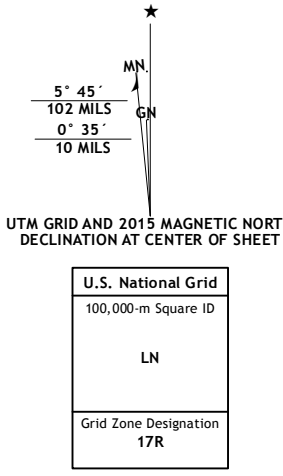 MN.
5° 45´
102 MILS
GN
0° 35´
10 MILS
UTM GRID AND 2015 MAGNETIC NORT
DECLINATION AT CENTER OF SHEET
U.S. National Grid
100,000-m Square ID
LN
Grid Zone Designation
17R